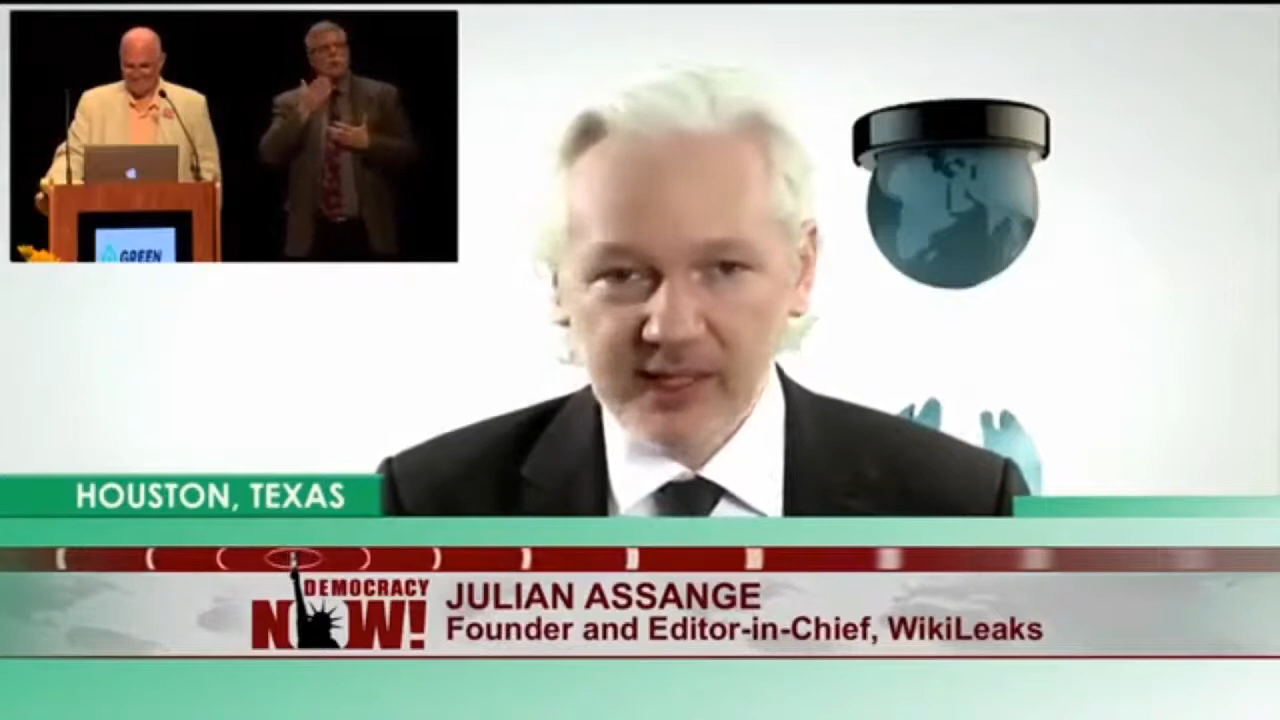 GREEN
HOUSTON, TEXAS
DEMOCRACY
NOW!
JULIAN ASSANGE
Founder and Editor-in-Chief, WikiLeaks